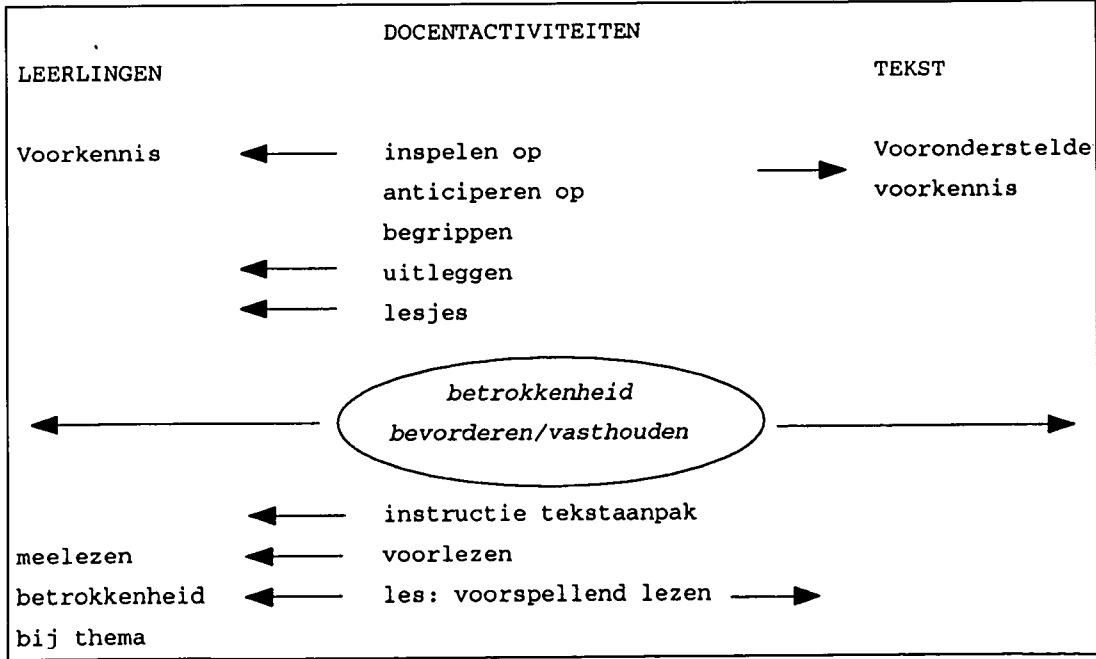 DOCENTACTIVITEITEN
LEERLINGEN TEKST
Voorkennis inspelen op Vooronderstelde
anticiperen op voorkennis
begrippen
uitleggen
lesjes
betrokkenheid
bevorderen/vasthouden
instructie tekstaanpak
meelezen voorlezen
betrokkenheid les: voorspellend lezen
bij thema